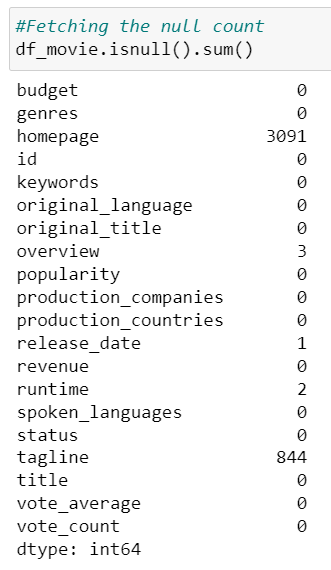 #Fetching the null count
df_movie.isnull().sum()
budget 0
genres 0
homepage 3091
id 0
keywords 0
original_language 0
original_title 0
overview 3
popularity 0
production_companies 0
production_countries 0
release_date 1
revenue 0
runtime 2
spoken_languages 0
status 0
tagline 844
title 0
vote_average 0
vote_count 0
dtype: int64